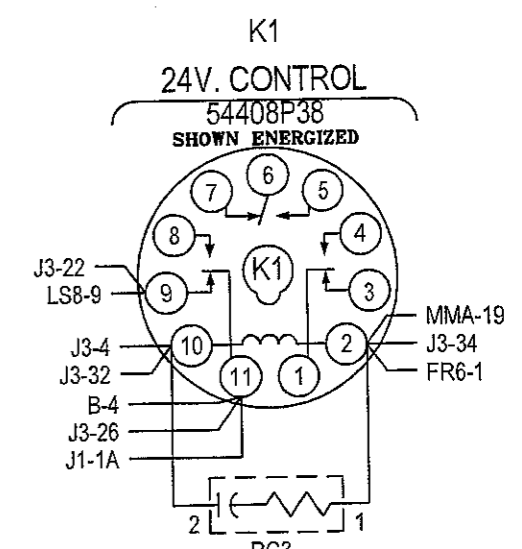 K1
24V. CONTROL
54408P38
SHOWN ENERGIZED
6
7
5
8
4
K1
J3-22
LS8-9
9
3
MMA-19
J3-4
10
2
J3-34
J3-32
FR6-1
11
1
B-4
J3-26
J1-1A
2
1